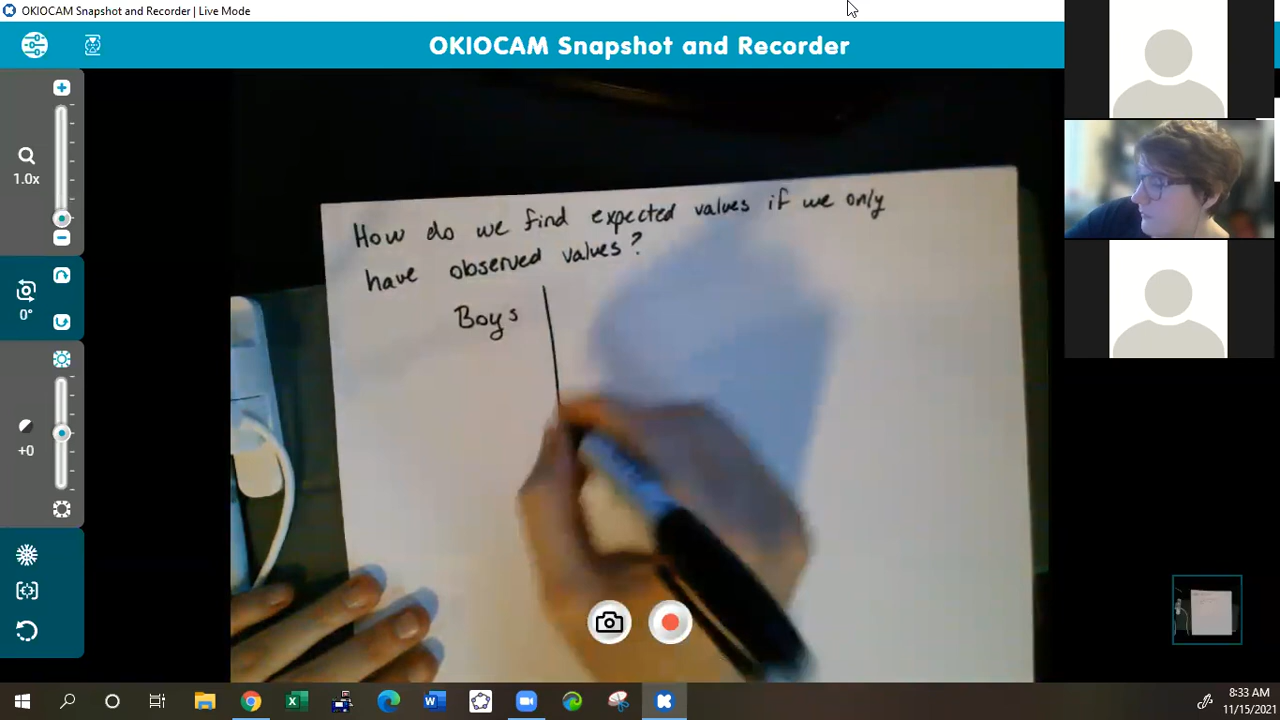 OKIOCAM Snapshot and Recorder | Live Mode
OKIOCAM Snapshot and Recorder
1.0x
0°
+0
How do we find expected values if we only
have observed values?
Boys
8:33 AM
11/15/2021